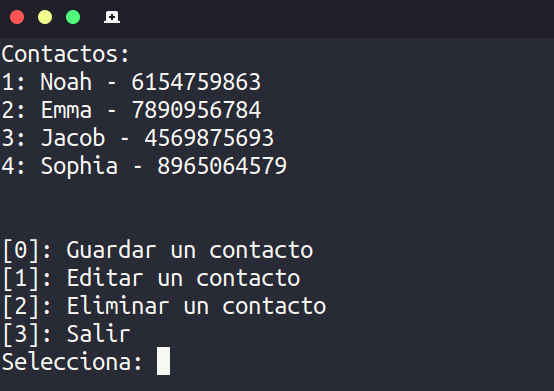 Contactos:
1: Noah - 6154759863
2: Emma - 7890956784
3: Jacob - 4569875693
4: Sophia - 8965064579
[0]: Guardar un contacto
[1]: Editar un contacto
[2]: Eliminar un contacto
[3]: Salir
Selecciona: